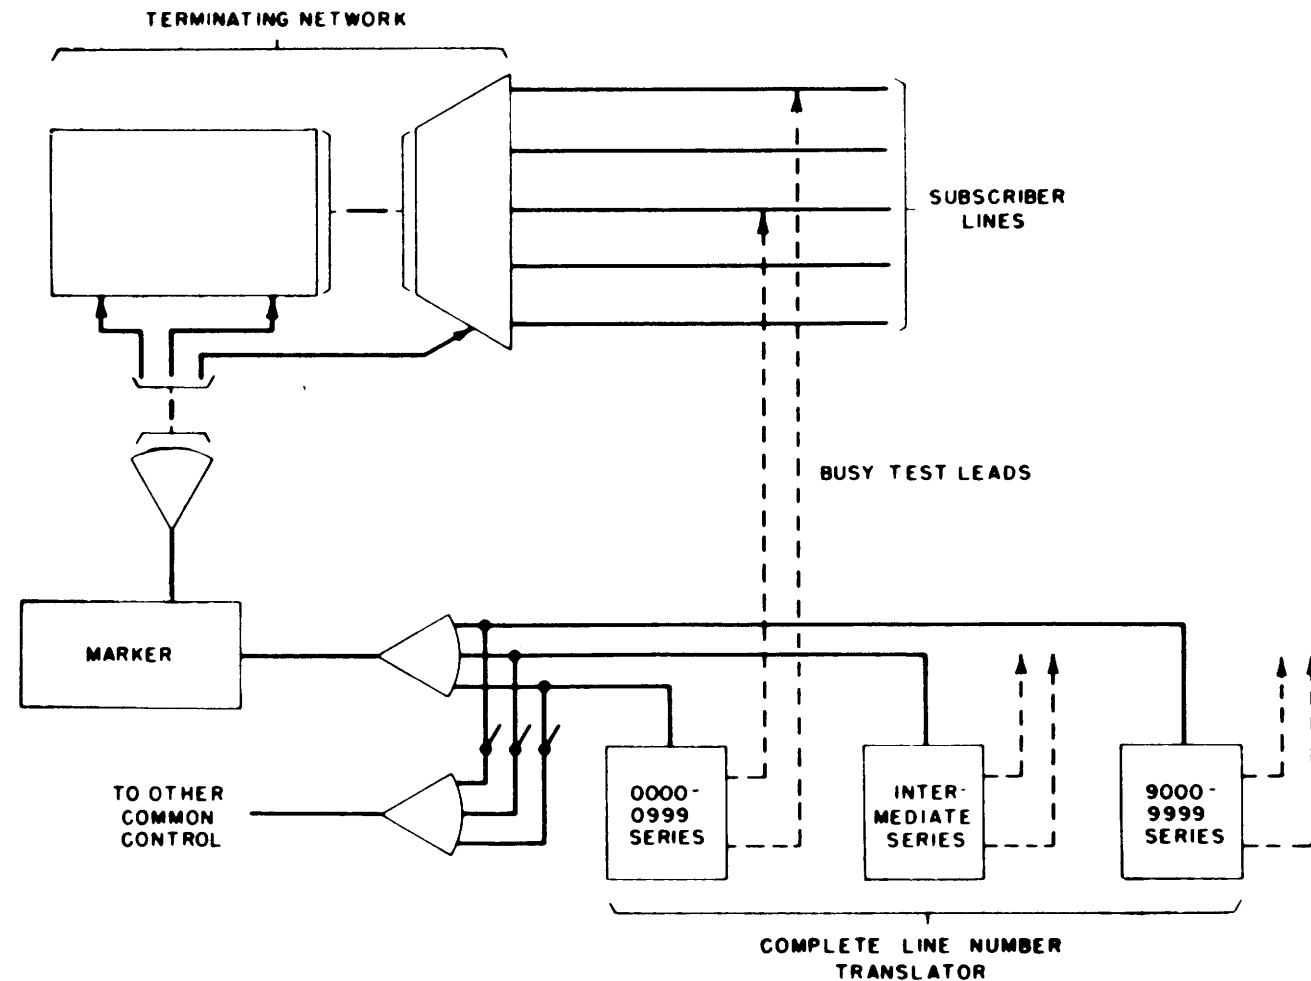 TERMINATING NETWORK
SUBSCRIBER
LINES
BUSY TEST LEADS
MARKER
TO OTHER
COMMON
CONTROL
0000-
0999
SERIES
INTER-
MEDIATE
SERIES
9000-
9999
SERIES
COMPLETE LINE NUMBER
TRANSLATOR